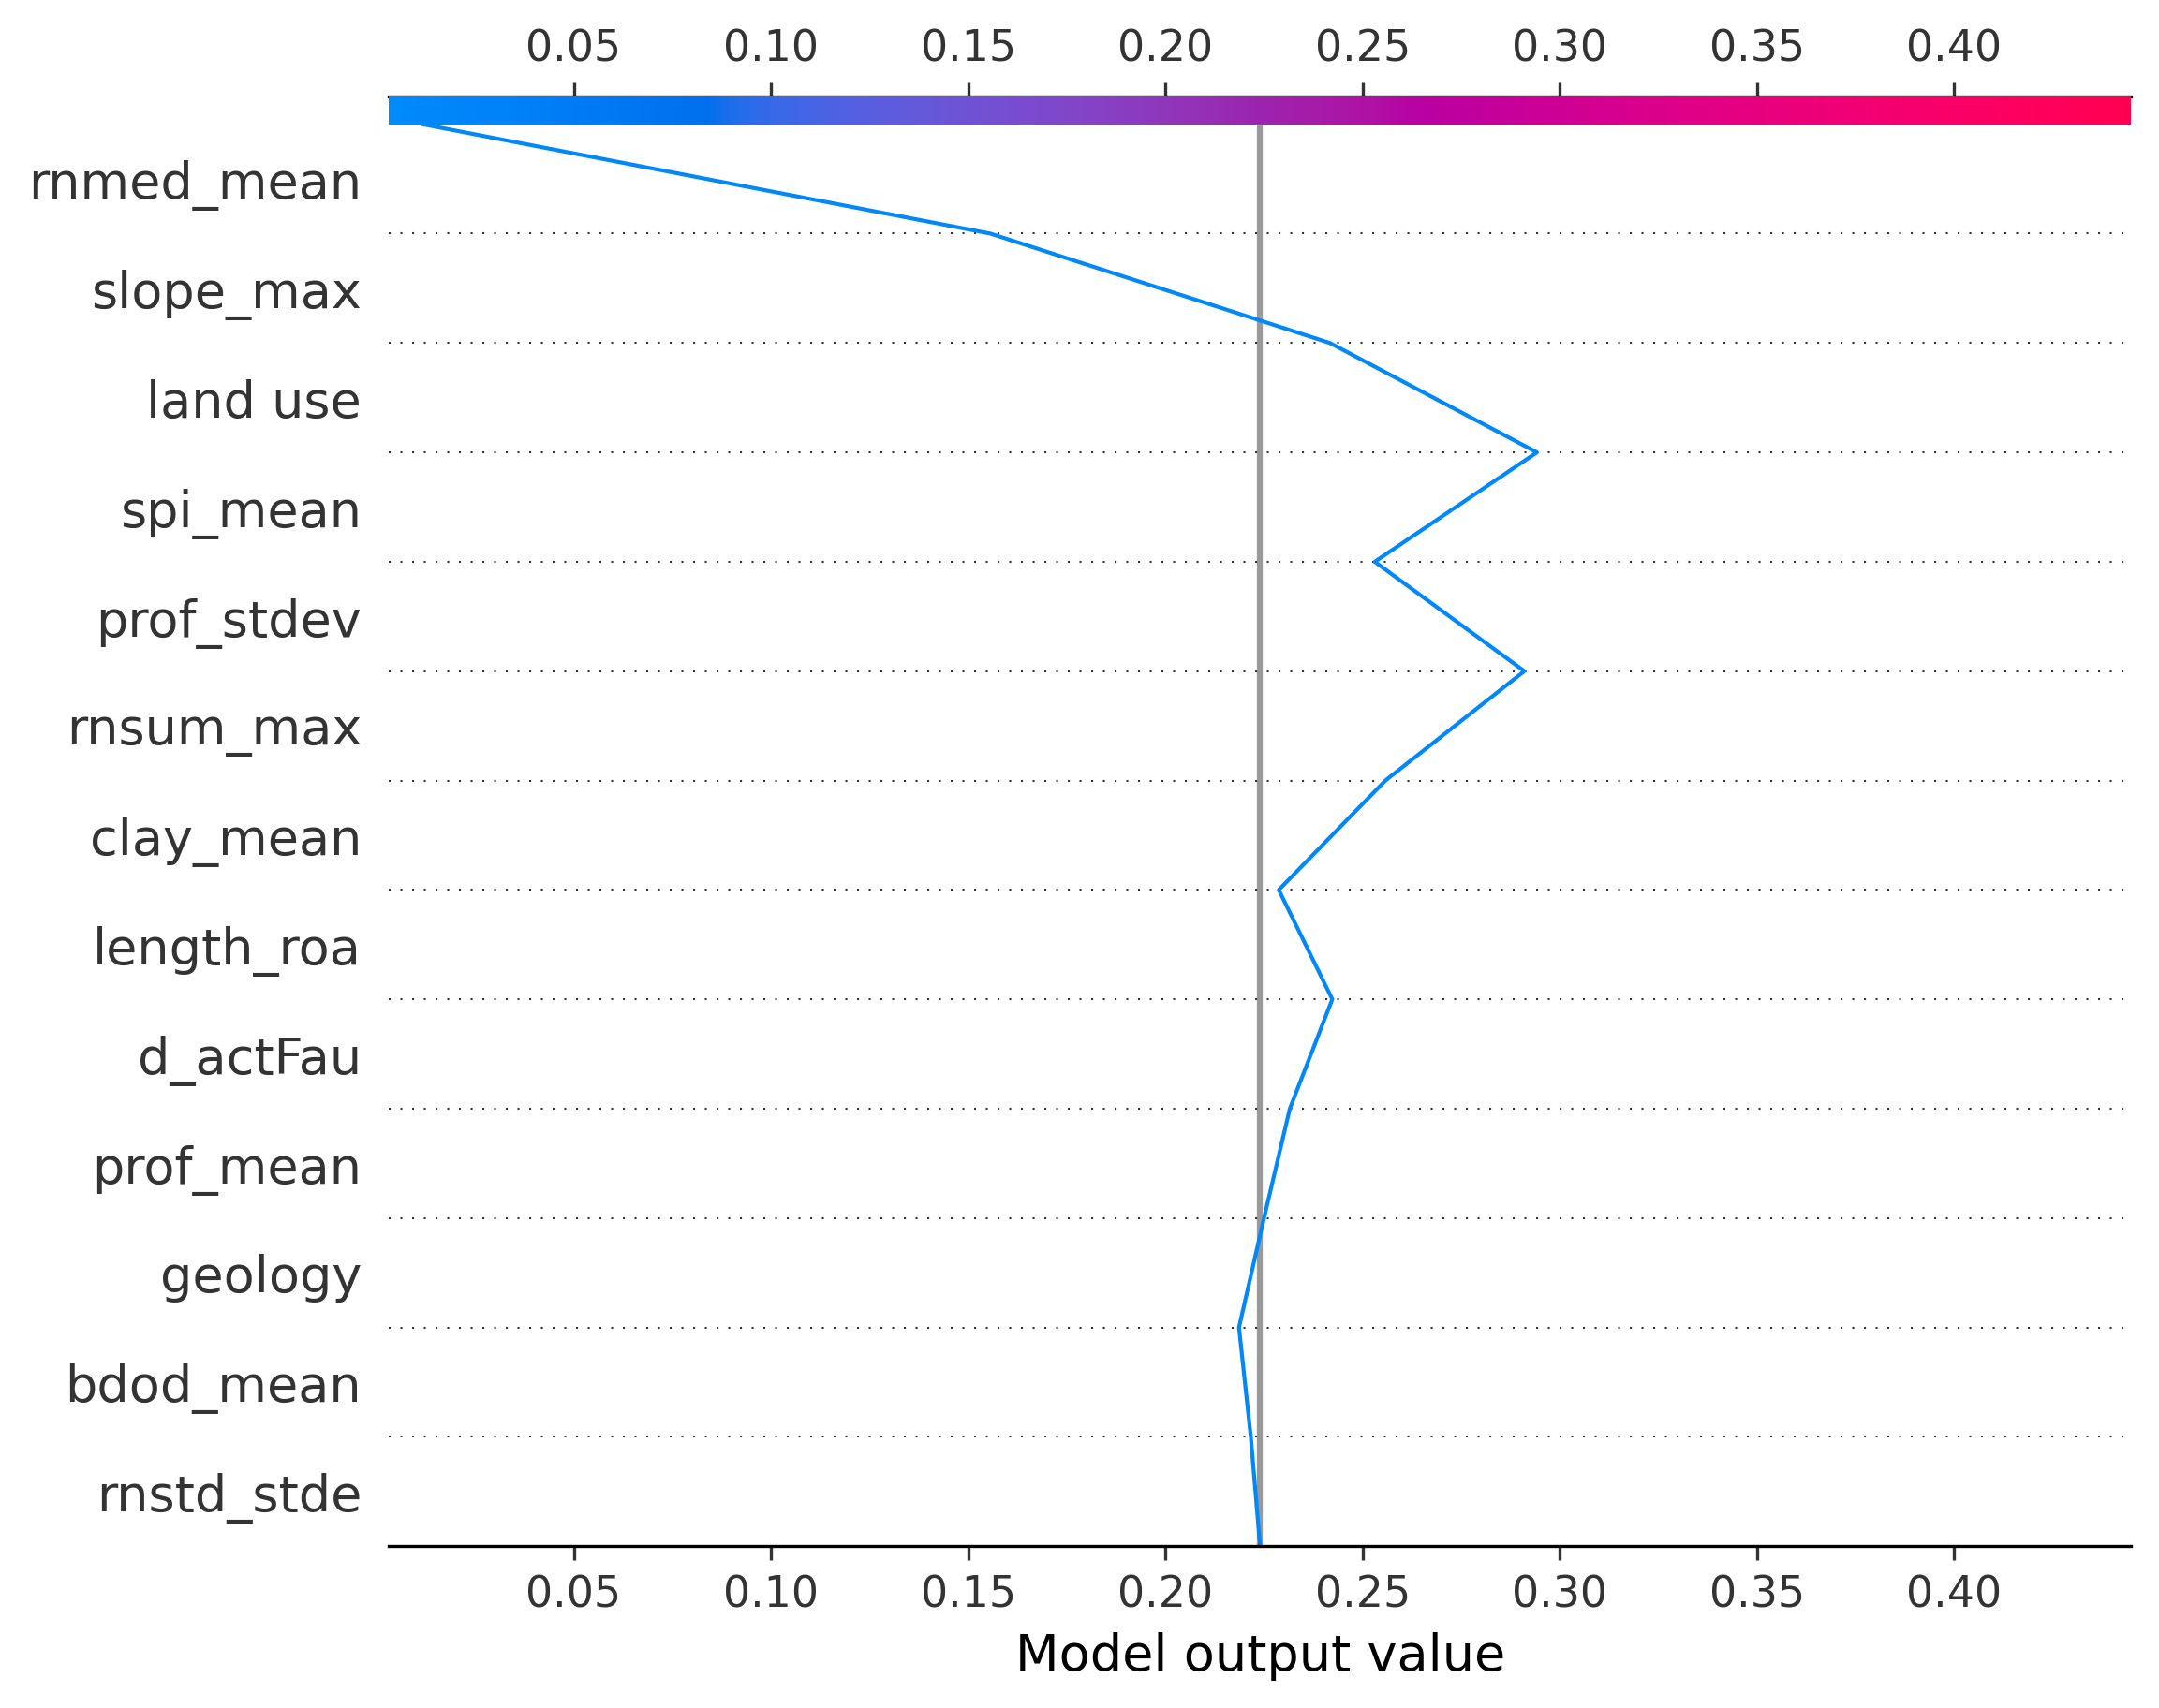 0.05 0.10 0.15 0.20 0.25 0.30 0.35 0.40
rnmed_mean
slope_max
land use
spi_mean
prof_stdev
rnsum_max
clay_mean
length_roa
d_actFau
prof_mean
geology
bdod_mean
rnstd_stde
0.05 0.10 0.15 0.20 0.25 0.30 0.35 0.40
Model output value